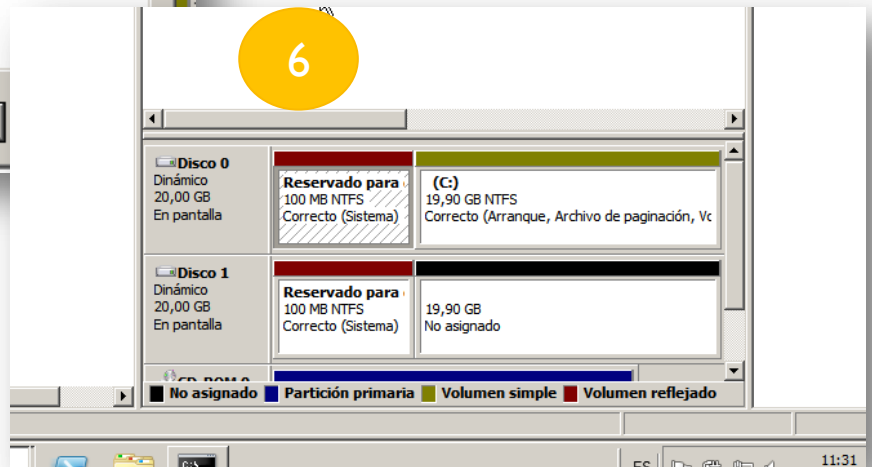 6
Disco 0
Dinámico
20,00 GB
En pantalla
Reservado para
100 MB NTFS
Correcto (Sistema)
(C:)
19,90 GB NTFS
Correcto (Arranque, Archivo de paginación, Vo
Disco 1
Dinámico
20,00 GB
En pantalla
Reservado para
100 MB NTFS
Correcto (Sistema)
19,90 GB
No asignado
CD-ROM 0
No asignado Partición primaria Volumen simple Volumen reflejado
ES 11:31